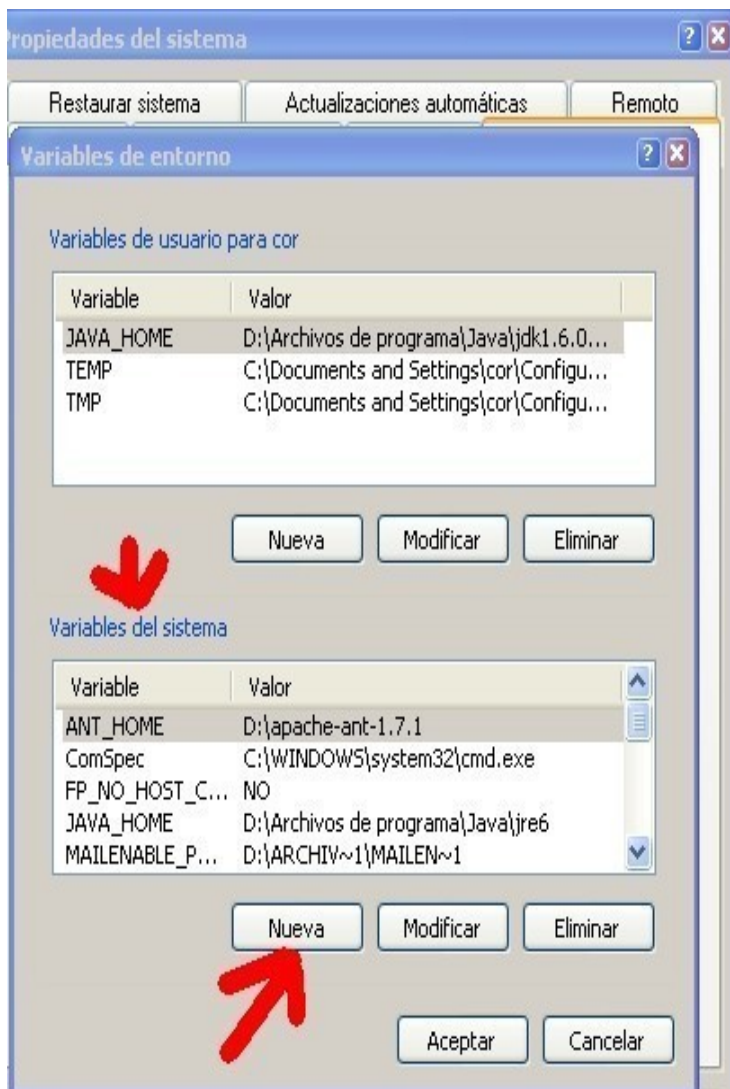 Propiedades del sistema
Restaurar sistema Actualizaciones automáticas Remoto
Variables de entorno
Variables de usuario para cor
Variable Valor
JAVA_HOME D:\Archivos de programa\Java\jdk1.6.0...
TEMP C:\Documents and Settings\cor\Configu...
TMP C:\Documents and Settings\cor\Configu...
Nueva Modificar Eliminar
Variables del sistema
Variable Valor
ANT_HOME D:\apache-ant-1.7.1
ComSpec C:\WINDOWS\system32\cmd.exe
FP_NO_HOST_C... NO
JAVA_HOME D:\Archivos de programa\Java\jre6
MAILENABLE_P... D:\ARCHIV~1\MAILEN~1
Nueva Modificar Eliminar
Aceptar Cancelar